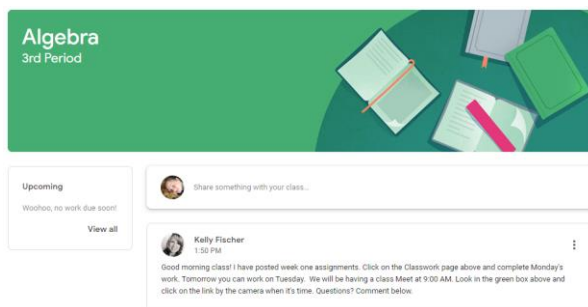 Algebra
3rd Period
Upcoming
Woohoo, no work due soon!
View all
Share something with your class...
Kelly Fischer
1:50 PM
Good morning class! I have posted week one assignments. Click on the Classwork page above and complete Monday's
work. Tomorrow you can work on Tuesday. We will be having a class Meet at 9:00 AM. Look in the green box above and
click on the link by the camera when it's time. Questions? Comment below.